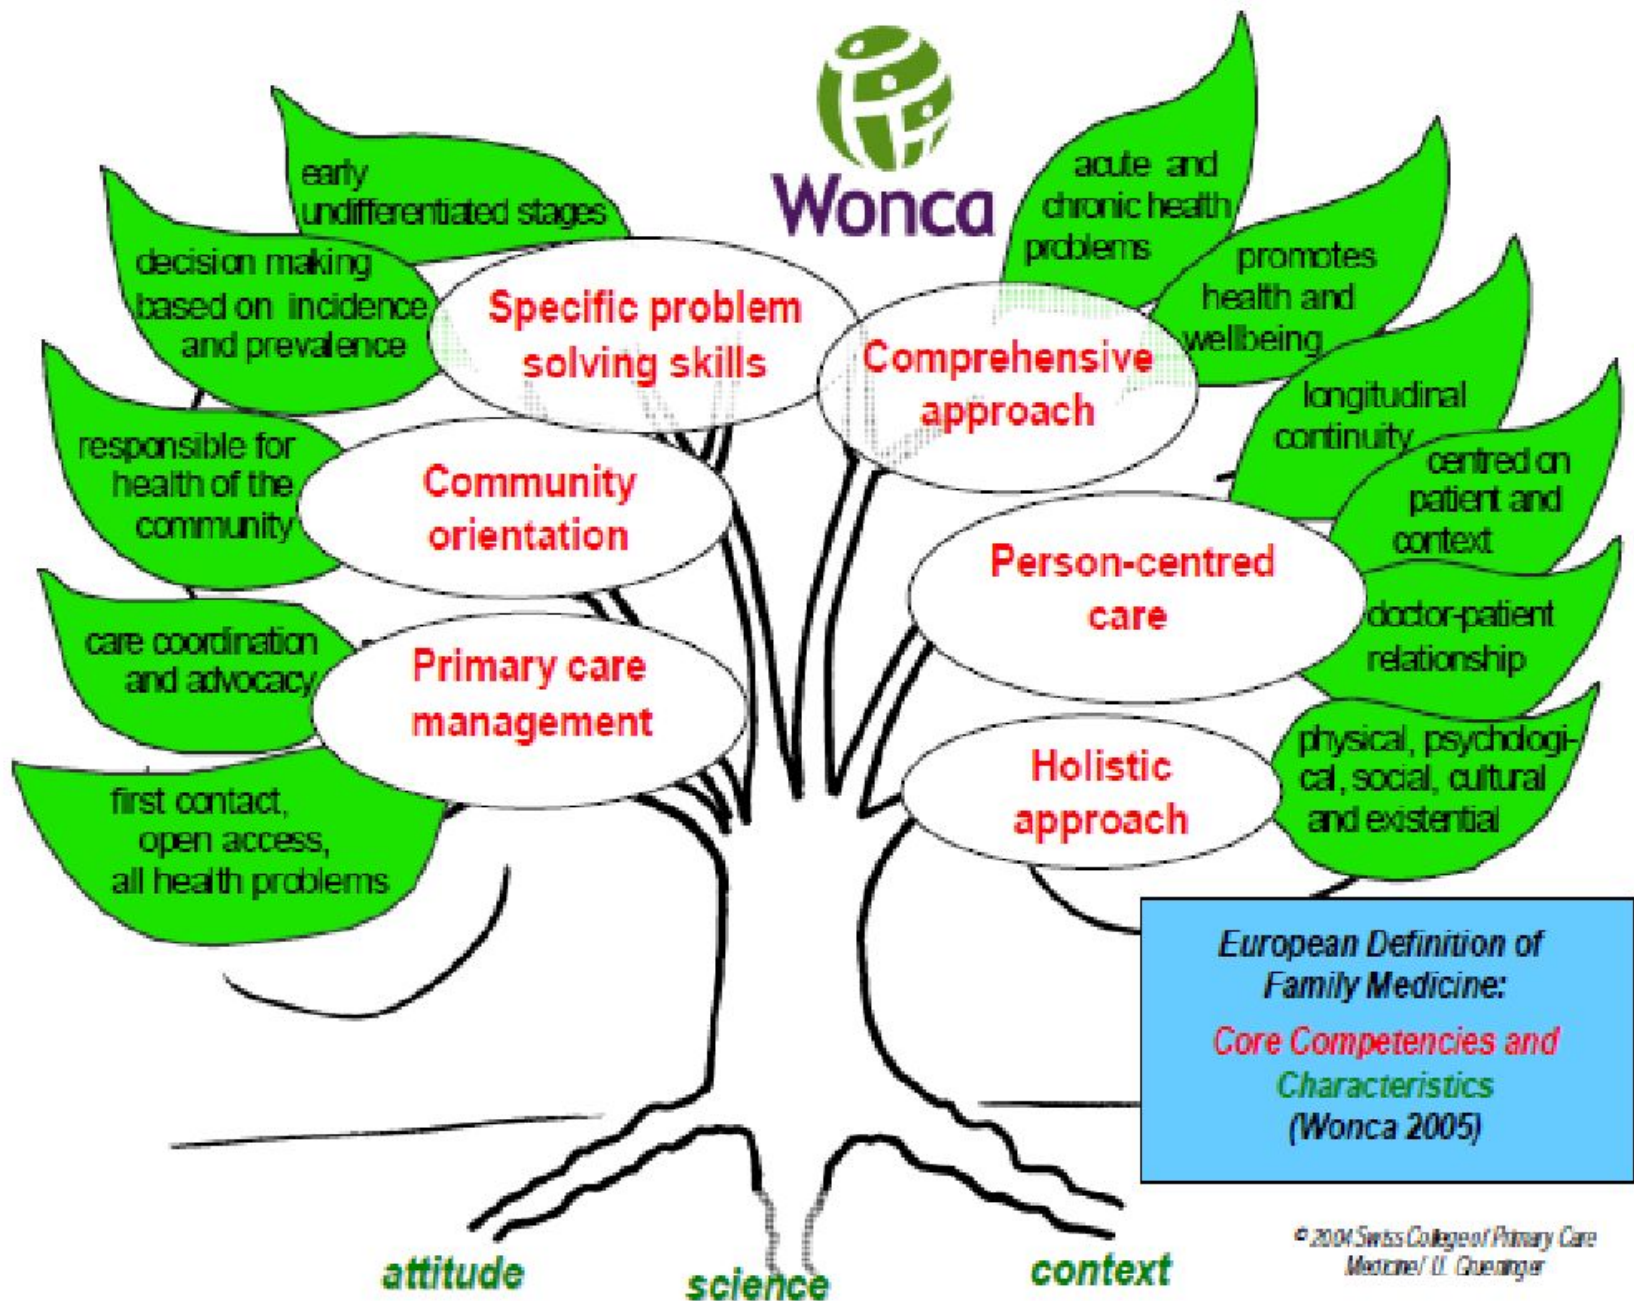 Wonca
early
undifferentiated stages
decision making
based on incidence
and prevalence
responsible for
health of the
community
care coordination
and advocacy
first contact,
open access,
all health problems
Specific problem
solving skills
Community
orientation
Primary care
management
Comprehensive
approach
Person-centred
care
Holistic
approach
acute and
chronic health
problems
promotes
health and
wellbeing
longitudinal
continuity
centred on
patient and
context
doctor-patient
relationship
physical, psychologi-
cal, social, cultural
and existential
European Definition of
Family Medicine:
Core Competencies and
Characteristics
(Wonca 2005)
attitude
science
context
© 2004 Swiss College of Primary Care
Medicine / U. Grueninger